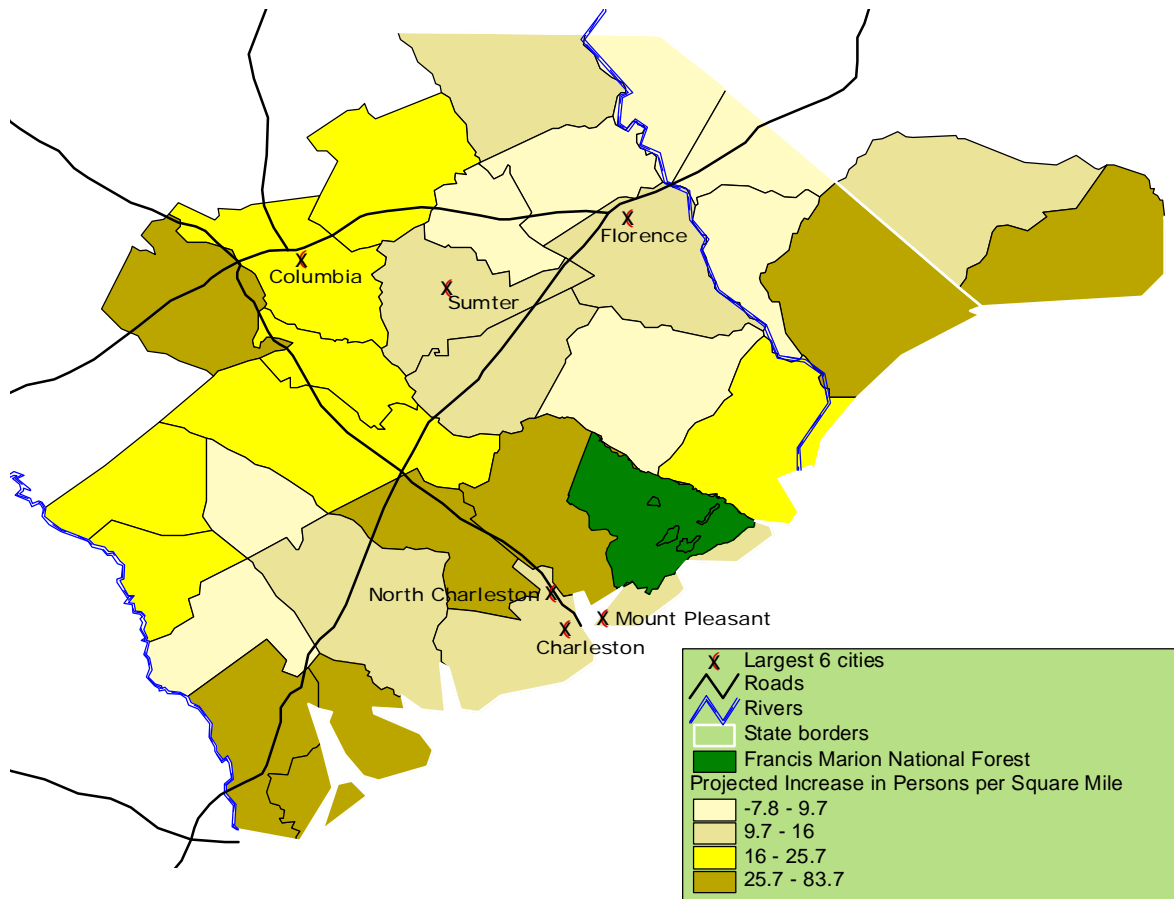 Florence
Columbia
Sumter
North Charleston
Mount Pleasant
Charleston
Largest 6 cities
Roads
Rivers
State borders
Francis Marion National Forest
Projected Increase in Persons per Square Mile
-7.8 - 9.7
9.7 - 16
16 - 25.7
25.7 - 83.7